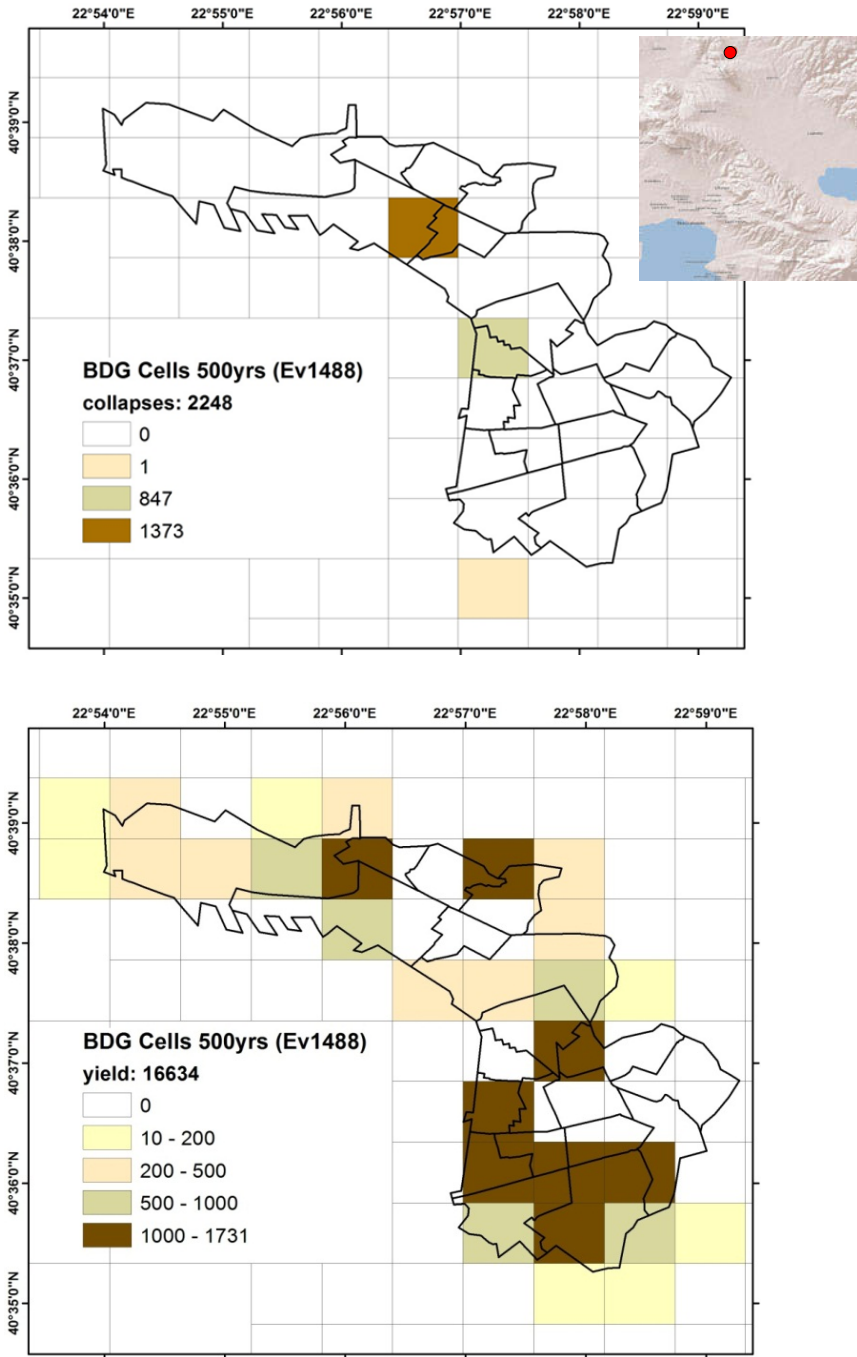 22°54'0"E 22°55'0"E 22°56'0"E 22°57'0"E 22°58'0"E 22°59'0"E
40°39'0"N
40°38'0"N
40°37'0"N
40°36'0"N
40°35'0"N
BDG Cells 500yrs (Ev1488)
collapses: 2248
0
1
847
1373
22°54'0"E 22°55'0"E 22°56'0"E 22°57'0"E 22°58'0"E 22°59'0"E
40°39'0"N
40°38'0"N
40°37'0"N
40°36'0"N
40°35'0"N
BDG Cells 500yrs (Ev1488)
yield: 16634
0
10 - 200
200 - 500
500 - 1000
1000 - 1731